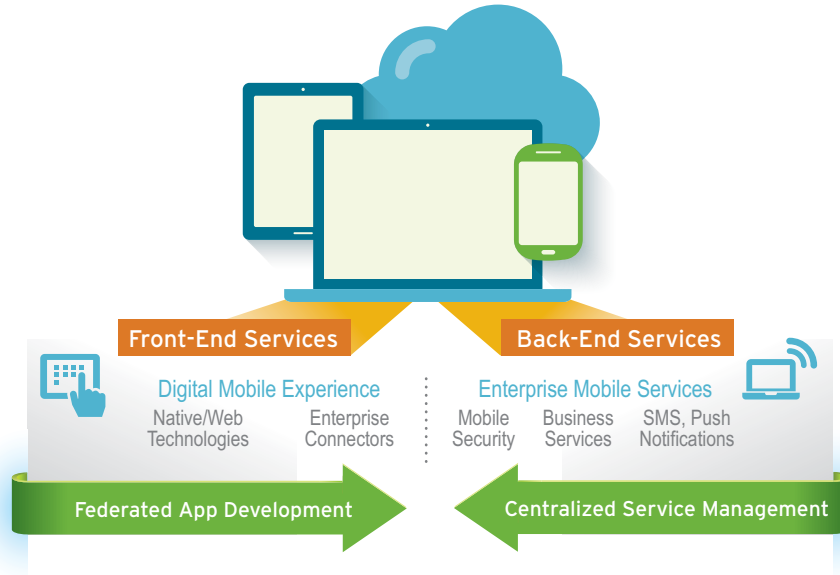 Front-End Services
Back-End Services
Digital Mobile Experience
Enterprise Mobile Services
Native/Web
Technologies
Enterprise
Connectors
Mobile
Security
Business
Services
SMS, Push
Notifications
Federated App Development
Centralized Service Management